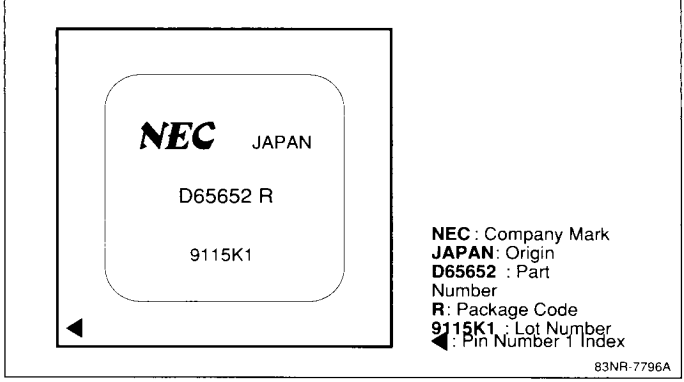 NEC JAPAN
D65652 R
9115K1
NEC : Company Mark
JAPAN: Origin
D65652 : Part
Number
R: Package Code
9115K1 : Lot Number
◀: Pin Number 1 Index
83NR-7796A